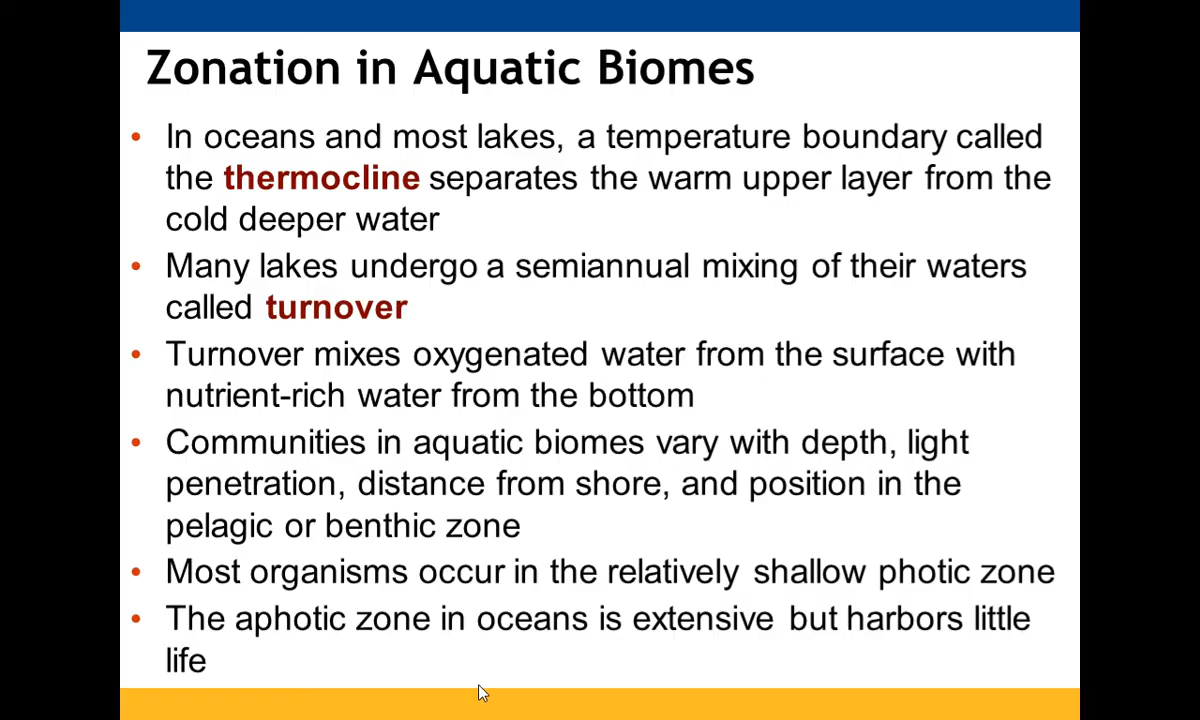 Zonation in Aquatic Biomes
• In oceans and most lakes, a temperature boundary called
the thermocline separates the warm upper layer from the
cold deeper water
• Many lakes undergo a semiannual mixing of their waters
called turnover
• Turnover mixes oxygenated water from the surface with
nutrient-rich water from the bottom
• Communities in aquatic biomes vary with depth, light
penetration, distance from shore, and position in the
pelagic or benthic zone
• Most organisms occur in the relatively shallow photic zone
• The aphotic zone in oceans is extensive but harbors little
life